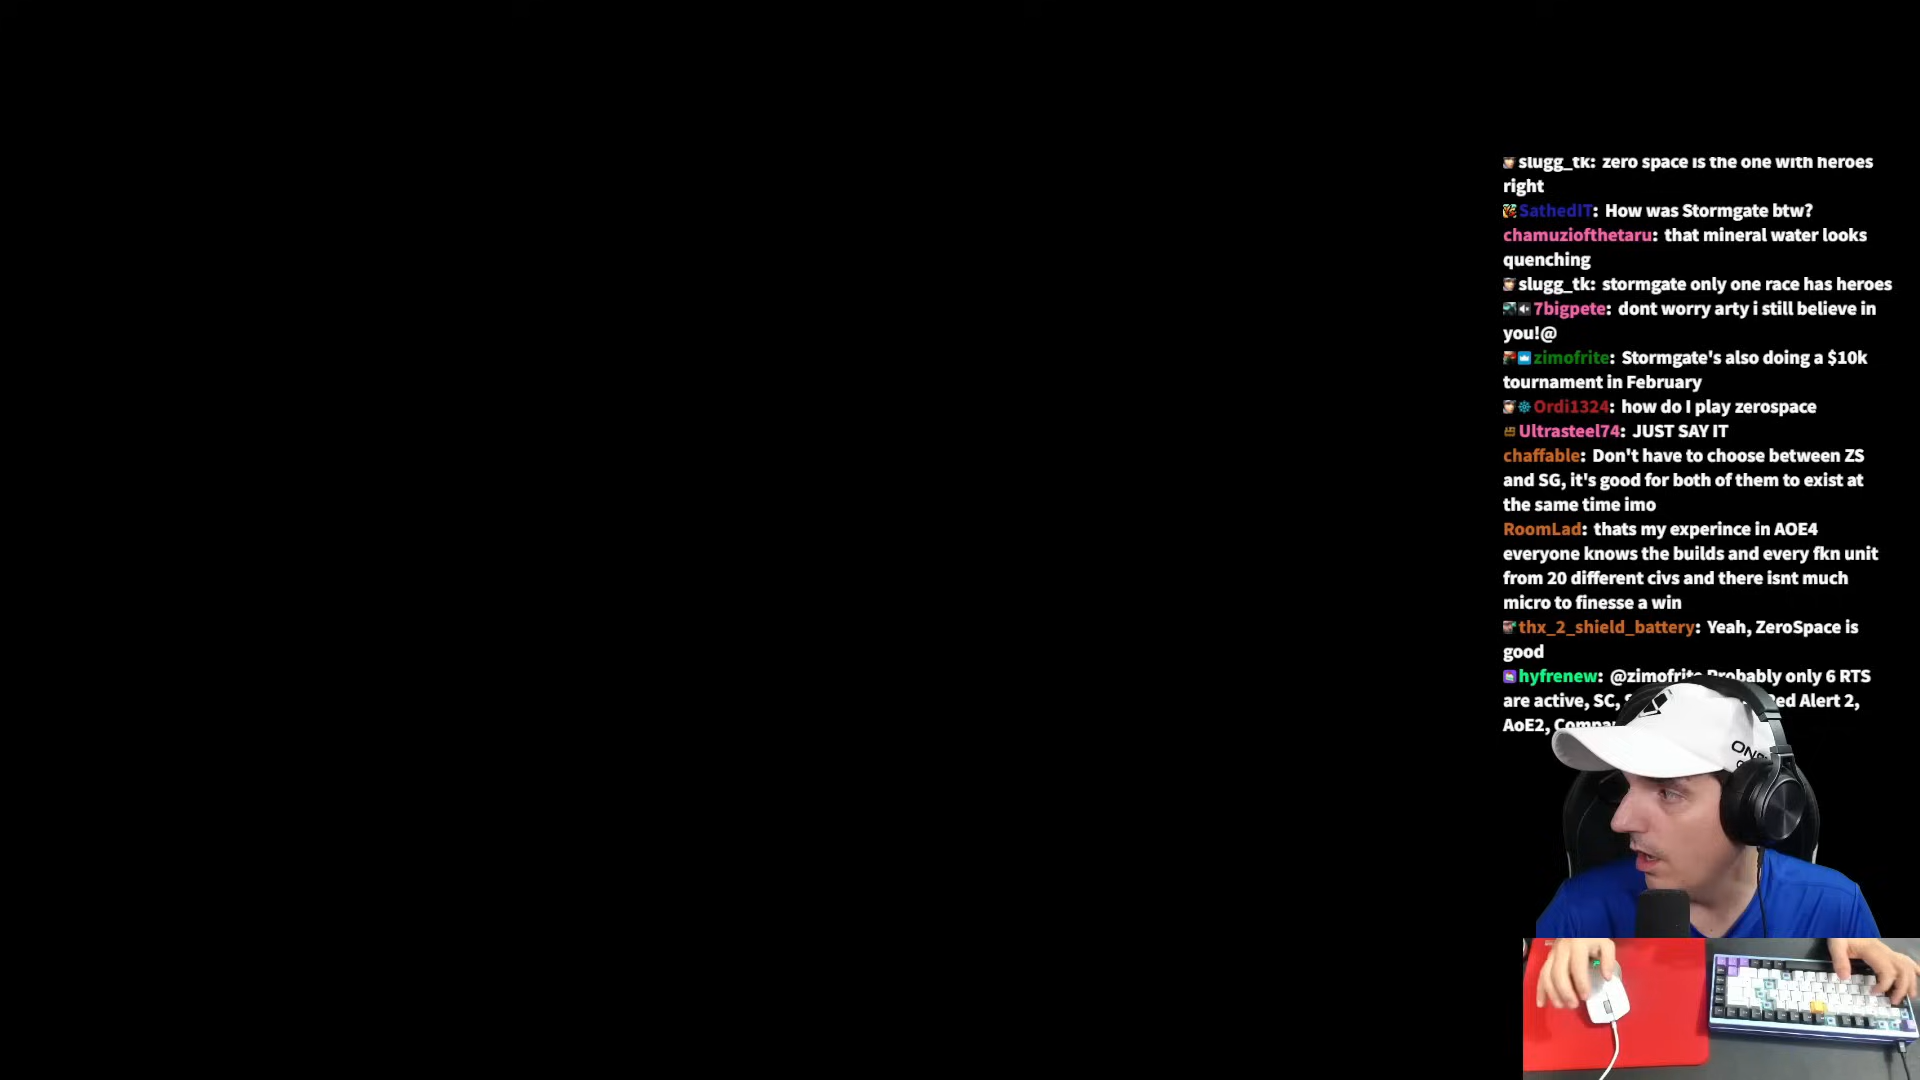 slugg_tk: zero space is the one with heroes
right
SathedIT: How was Stormgate btw?
chamuziofthetaru: that mineral water looks
quenching
slugg_tk: stormgate only one race has heroes
7bigpete: dont worry arty i still believe in
you!@
zimofrite: Stormgate's also doing a $10k
tournament in February
Ordi1324: how do I play zerospace
Ultrasteel74: JUST SAY IT
chaffable: Don't have to choose between ZS
and SG, it's good for both of them to exist at
the same time imo
RoomLad: thats my experince in AOE4
everyone knows the builds and every fkn unit
from 20 different civs and there isnt much
micro to finesse a win
thx_2_shield_battery: Yeah, ZeroSpace is
good
hyfrenew: @zimofrite Probably only 6 RTS
are active, SC, Red Alert 2,
AoE2,